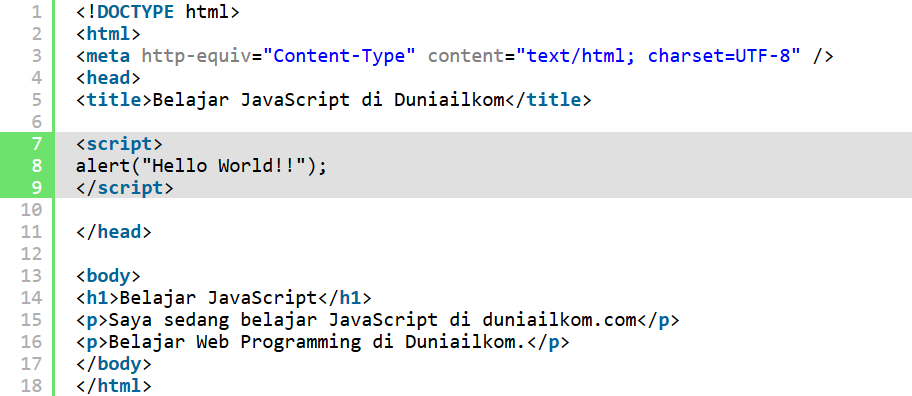 1 <!DOCTYPE html>
2 <html>
3 <meta http-equiv="Content-Type" content="text/html; charset=UTF-8" />
4 <head>
5 <title>Belajar JavaScript di Duniailkom</title>
6
7 <script>
8 alert("Hello World!!");
9 </script>
10
11 </head>
12
13 <body>
14 <h1>Belajar JavaScript</h1>
15 <p>Saya sedang belajar JavaScript di duniailkom.com</p>
16 <p>Belajar Web Programming di Duniailkom.</p>
17 </body>
18 </html>